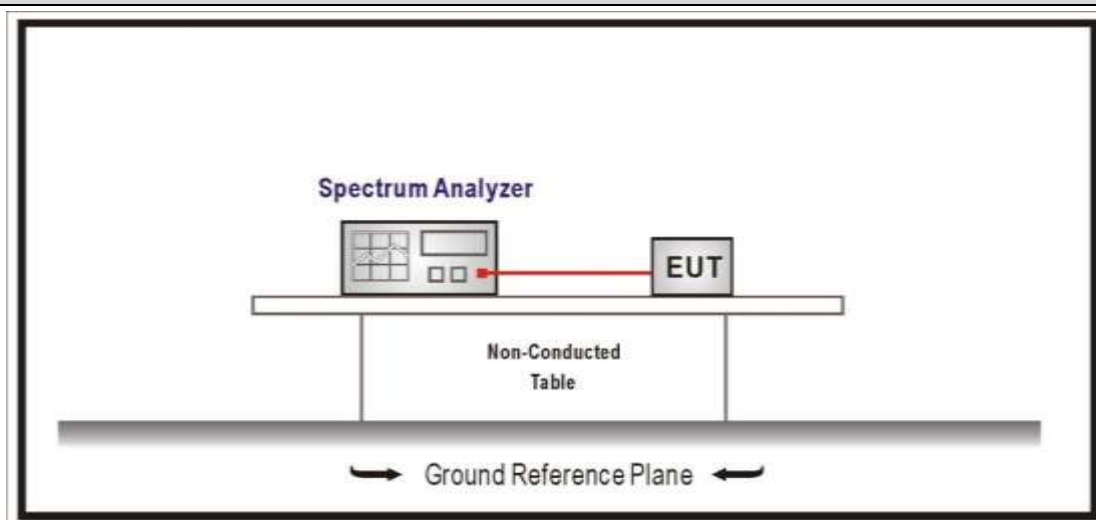 Spectrum Analyzer
EUT
Non-Conducted
Table
Ground Reference Plane